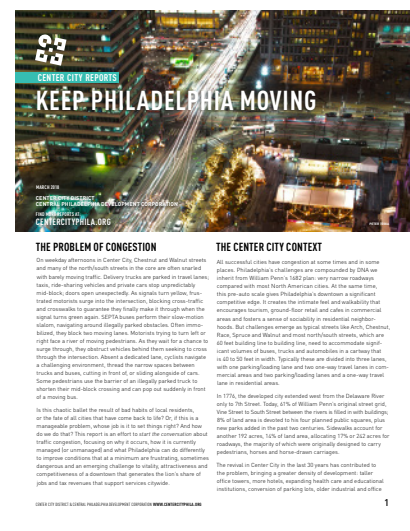 CENTER CITY REPORTS
KEEP PHILADELPHIA MOVING
MARCH 2018
CENTER CITY DISTRICT
CENTRAL PHILADELPHIA DEVELOPMENT CORPORATION
FIND MORE REPORTS AT
CENTERCITYPHILA.ORG
THE PROBLEM OF CONGESTION
On weekday afternoons in Center City, Chestnut and Walnut streets
and many of the north/south streets in the core are often snarled
with barely moving traffic. Delivery trucks are parked in travel lanes,
taxis, ride-sharing vehicles and private cars stop unpredictably
mid-block; doors open unexpectedly. As signals turn yellow, frus-
trated motorists surge into the intersection, blocking cross-traffic
and crosswalks to guarantee they finally make it through when the
signal turns green again. SEPTA buses perform their slow-motion
slalom, navigating around illegally parked obstacles. Often immo-
bilized, they block two moving lanes. Motorists trying to turn left or
right face a river of moving pedestrians. As they wait for a chance to
surge through, they obstruct vehicles behind them seeking to cross
through the intersection. Absent a dedicated lane, cyclists navigate
a challenging environment, thread the narrow spaces between
trucks and buses, cutting in front of, or sliding alongside of cars.
Some pedestrians use the barrier of an illegally parked truck to
shorten their mid-block crossing and can pop out suddenly in front
of a moving bus.
Is this chaotic ballet the result of bad habits of local residents,
or the fate of all cities that have come back to life? Or, if this is a
manageable problem, whose job is it to set things right? And how
do we do that? This report is an effort to start the conversation about
traffic congestion, focusing on why it occurs, how it is currently
managed (or unmanaged) and what Philadelphia can do differently
to improve conditions that at a minimum are frustrating, sometimes
dangerous and an emerging challenge to vitality, attractiveness and
competitiveness of a downtown that generates the lion's share of
jobs and tax revenues that support services citywide.
THE CENTER CITY CONTEXT
All successful cities have congestion at some times and in some
places. Philadelphia's challenges are compounded by DNA we
inherit from William Penn's 1682 plan: very narrow roadways
compared with most North American cities. At the same time,
this pre-auto scale gives Philadelphia's downtown a significant
competitive edge. It creates the intimate feel and walkability that
encourages tourism, ground-floor retail and cafes in commercial
areas and fosters a sense of sociability in residential neighbor-
hoods. But challenges emerge as typical streets like Arch, Chestnut,
Race, Spruce and Walnut and most north/south streets, which are
60 feet building line to building line, need to accommodate signif-
icant volumes of buses, trucks and automobiles in a cartway that
is 40 to 50 feet in width. Typically these are divided into three lanes,
with one parking/loading lane and two one-way travel lanes in com-
mercial areas and two parking/loading lanes and a one-way travel
lane in residential areas.
In 1776, the developed city extended west from the Delaware River
only to 7th Street. Today, 61% of William Penn's original street grid,
Vine Street to South Street between the rivers is filled in with buildings;
8% of land area is devoted to his four planned public squares, plus
new parks added in the past two centuries. Sidewalks account for
another 192 acres, 14% of land area, allocating 17% or 242 acres for
roadways, the majority of which were originally designed to carry
pedestrians, horses and horse-drawn carriages.
The revival in Center City in the last 30 years has contributed to
the problem, bringing a greater density of development: taller
office towers, more hotels, expanding health care and educational
institutions, conversion of parking lots, older industrial and office
CENTER CITY DISTRICT & CENTRAL PHILADELPHIA DEVELOPMENT CORPORATION WWW.CENTERCITYPHILA.ORG
1